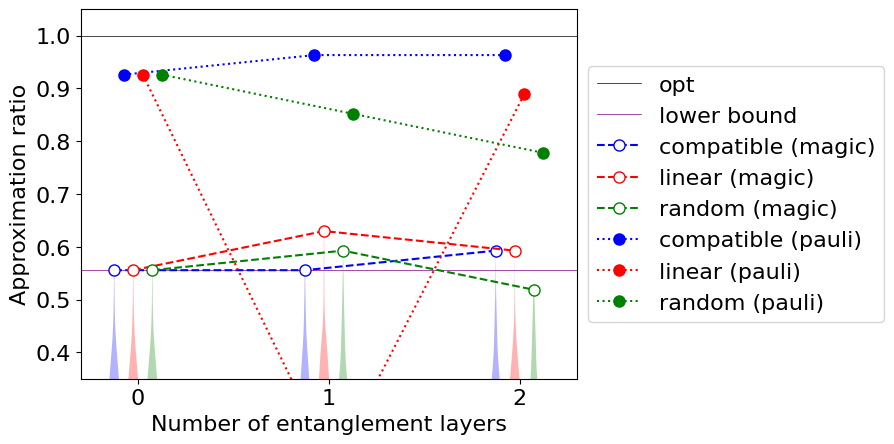 1.0
0.9
0.8
0.7
0.6
0.5
0.4
Approximation ratio
0 1 2
Number of entanglement layers
opt
lower bound
compatible (magic)
linear (magic)
random (magic)
compatible (pauli)
linear (pauli)
random (pauli)